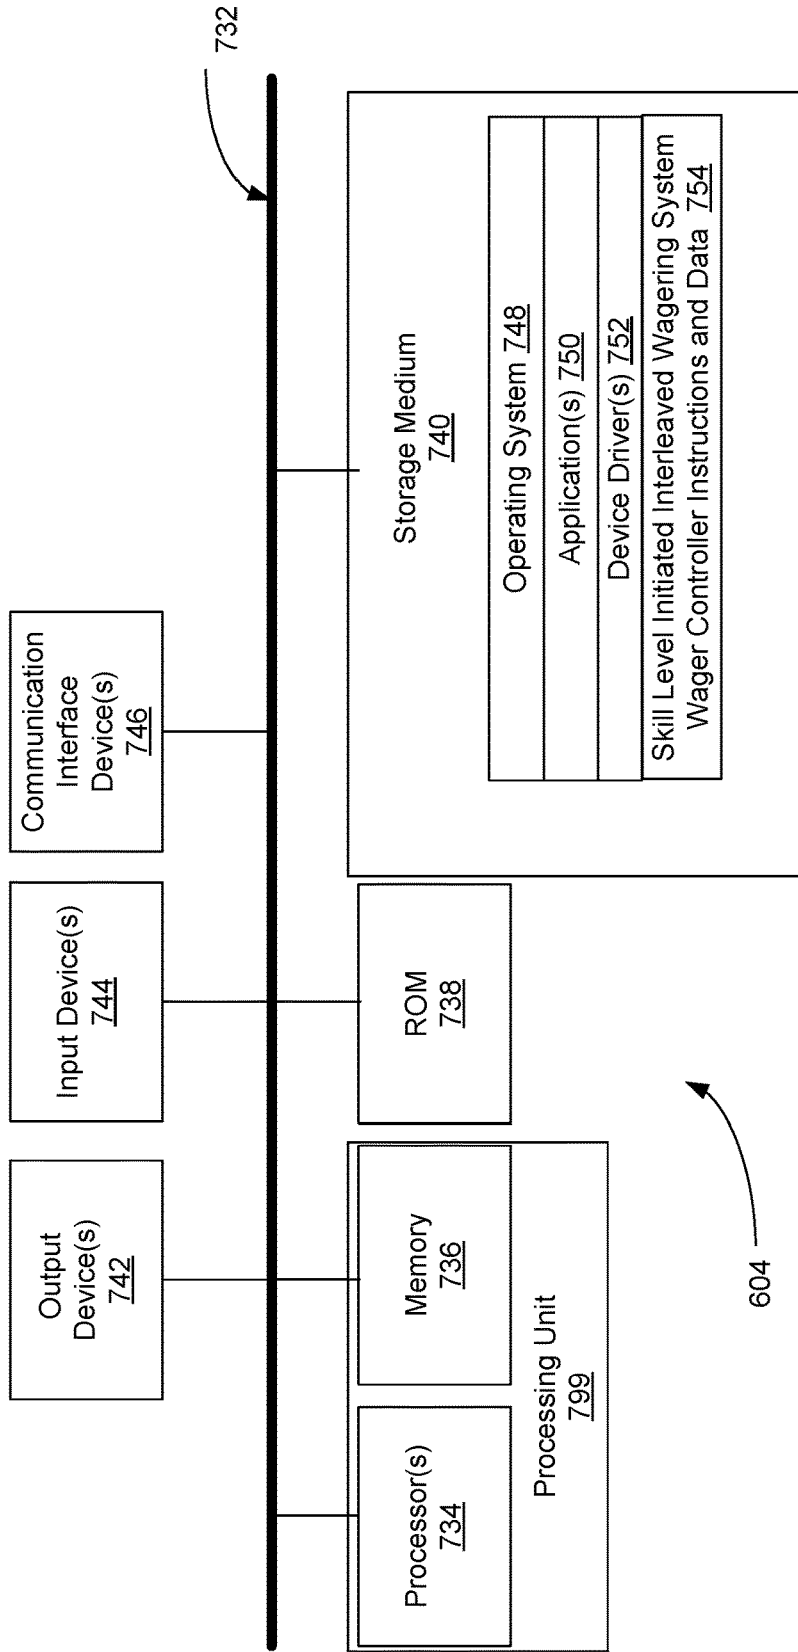 732
Output
Device(s)
742
Input Device(s)
744
Communication
Interface
Device(s)
746
Processor(s)
734
Memory
736
Processing Unit
799
ROM
738
Storage Medium
740
Operating System 748
Application(s) 750
Device Driver(s) 752
Skill Level Initiated Interleaved Wagering System
Wager Controller Instructions and Data 754
604